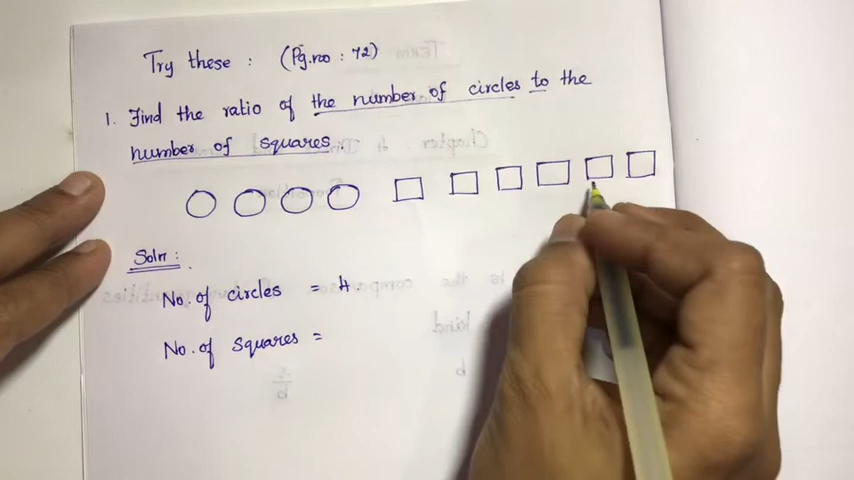 Try these : (Pg.no : 72)
1. Find the ratio of the number of circles to the
number of squares.
Soln :
No. of circles = 4.
No. of squares =